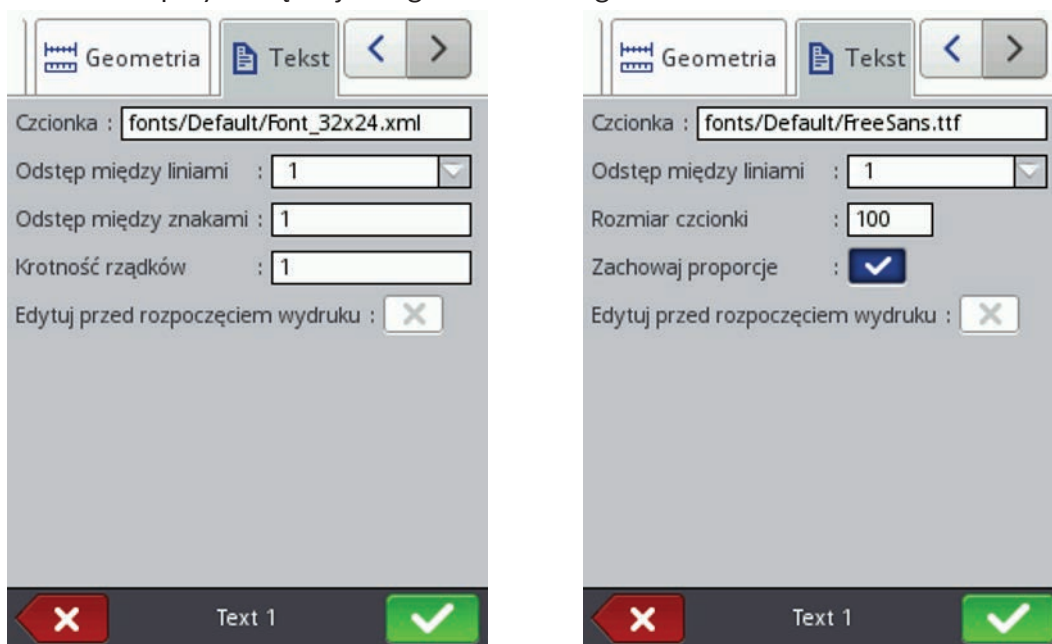 Geometria Tekst
Czcionka : fonts/Default/Font_32x24.xml
Odstęp między liniami : 1
Odstęp między znakami : 1
Krotność rządków : 1
Edytuj przed rozpoczęciem wydruku :
Text 1
Geometria Tekst
Czcionka : fonts/Default/FreeSans.ttf
Odstęp między liniami : 1
Rozmiar czcionki : 100
Zachowaj proporcje :
Edytuj przed rozpoczęciem wydruku :
Text 1